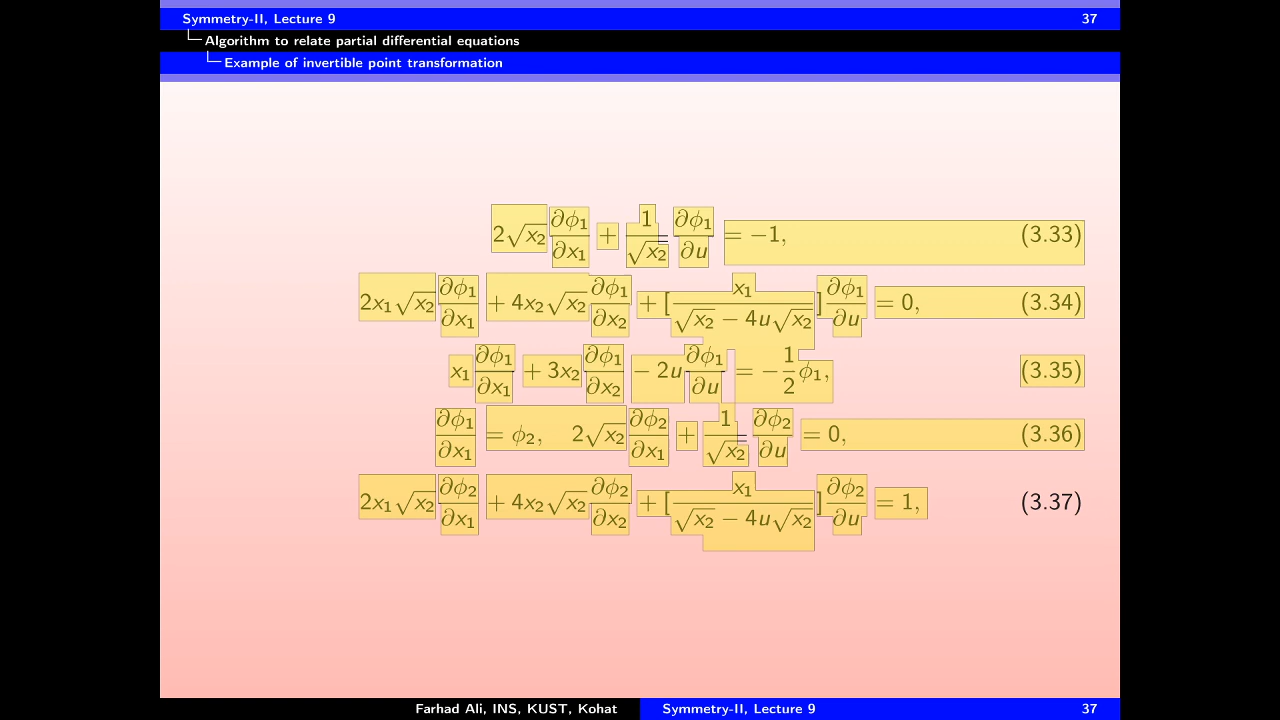 Symmetry-II, Lecture 9 37
Algorithm to relate partial differential equations
Example of invertible point transformation
2√x₂ ∂ϕ₁/∂x₁ + 1/√x₂ ∂ϕ₁/∂u = −1, (3.33)
2x₁√x₂ ∂ϕ₁/∂x₁ + 4x₂√x₂ ∂ϕ₁/∂x₂ + [x₁/(√x₂ − 4u√x₂)] ∂ϕ₁/∂u = 0, (3.34)
x₁ ∂ϕ₁/∂x₁ + 3x₂ ∂ϕ₁/∂x₂ − 2u ∂ϕ₁/∂u = −1/2 ϕ₁, (3.35)
∂ϕ₁/∂x₁ = ϕ₂, 2√x₂ ∂ϕ₂/∂x₁ + 1/√x₂ ∂ϕ₂/∂u = 0, (3.36)
2x₁√x₂ ∂ϕ₂/∂x₁ + 4x₂√x₂ ∂ϕ₂/∂x₂ + [x₁/(√x₂ − 4u√x₂)] ∂ϕ₂/∂u = 1, (3.37)
Farhad Ali, INS, KUST, Kohat Symmetry-II, Lecture 9 37